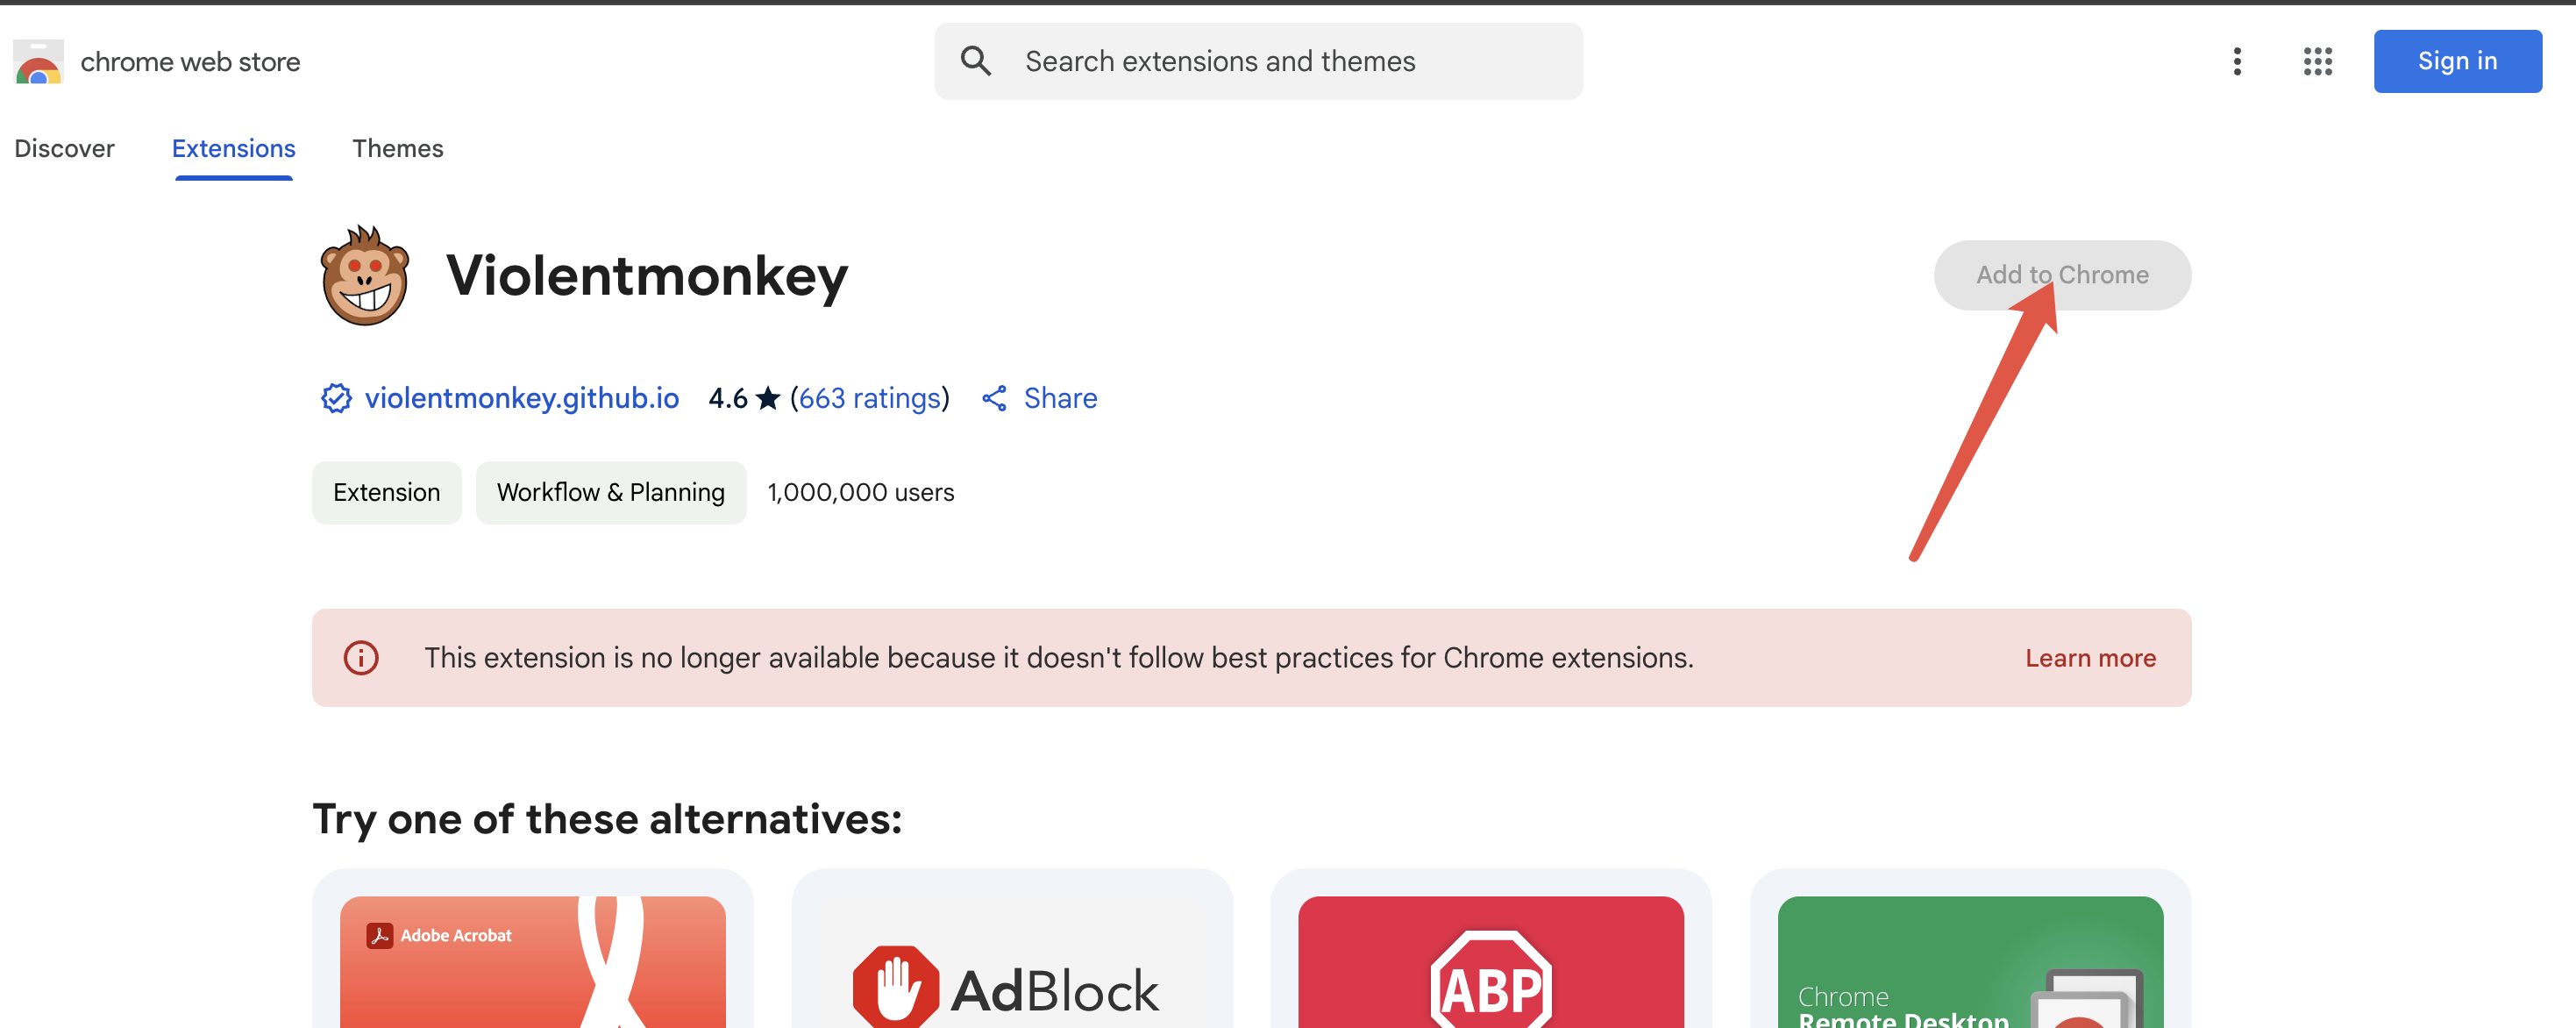 chrome web store
Search extensions and themes
Sign in
Discover
Extensions
Themes
Violentmonkey
Add to Chrome
violentmonkey.github.io 4.6 ★ (663 ratings) Share
Extension
Workflow & Planning
1,000,000 users
This extension is no longer available because it doesn't follow best practices for Chrome extensions.
Learn more
Try one of these alternatives:
Adobe Acrobat
AdBlock
ABP
Chrome
Remote Desktop